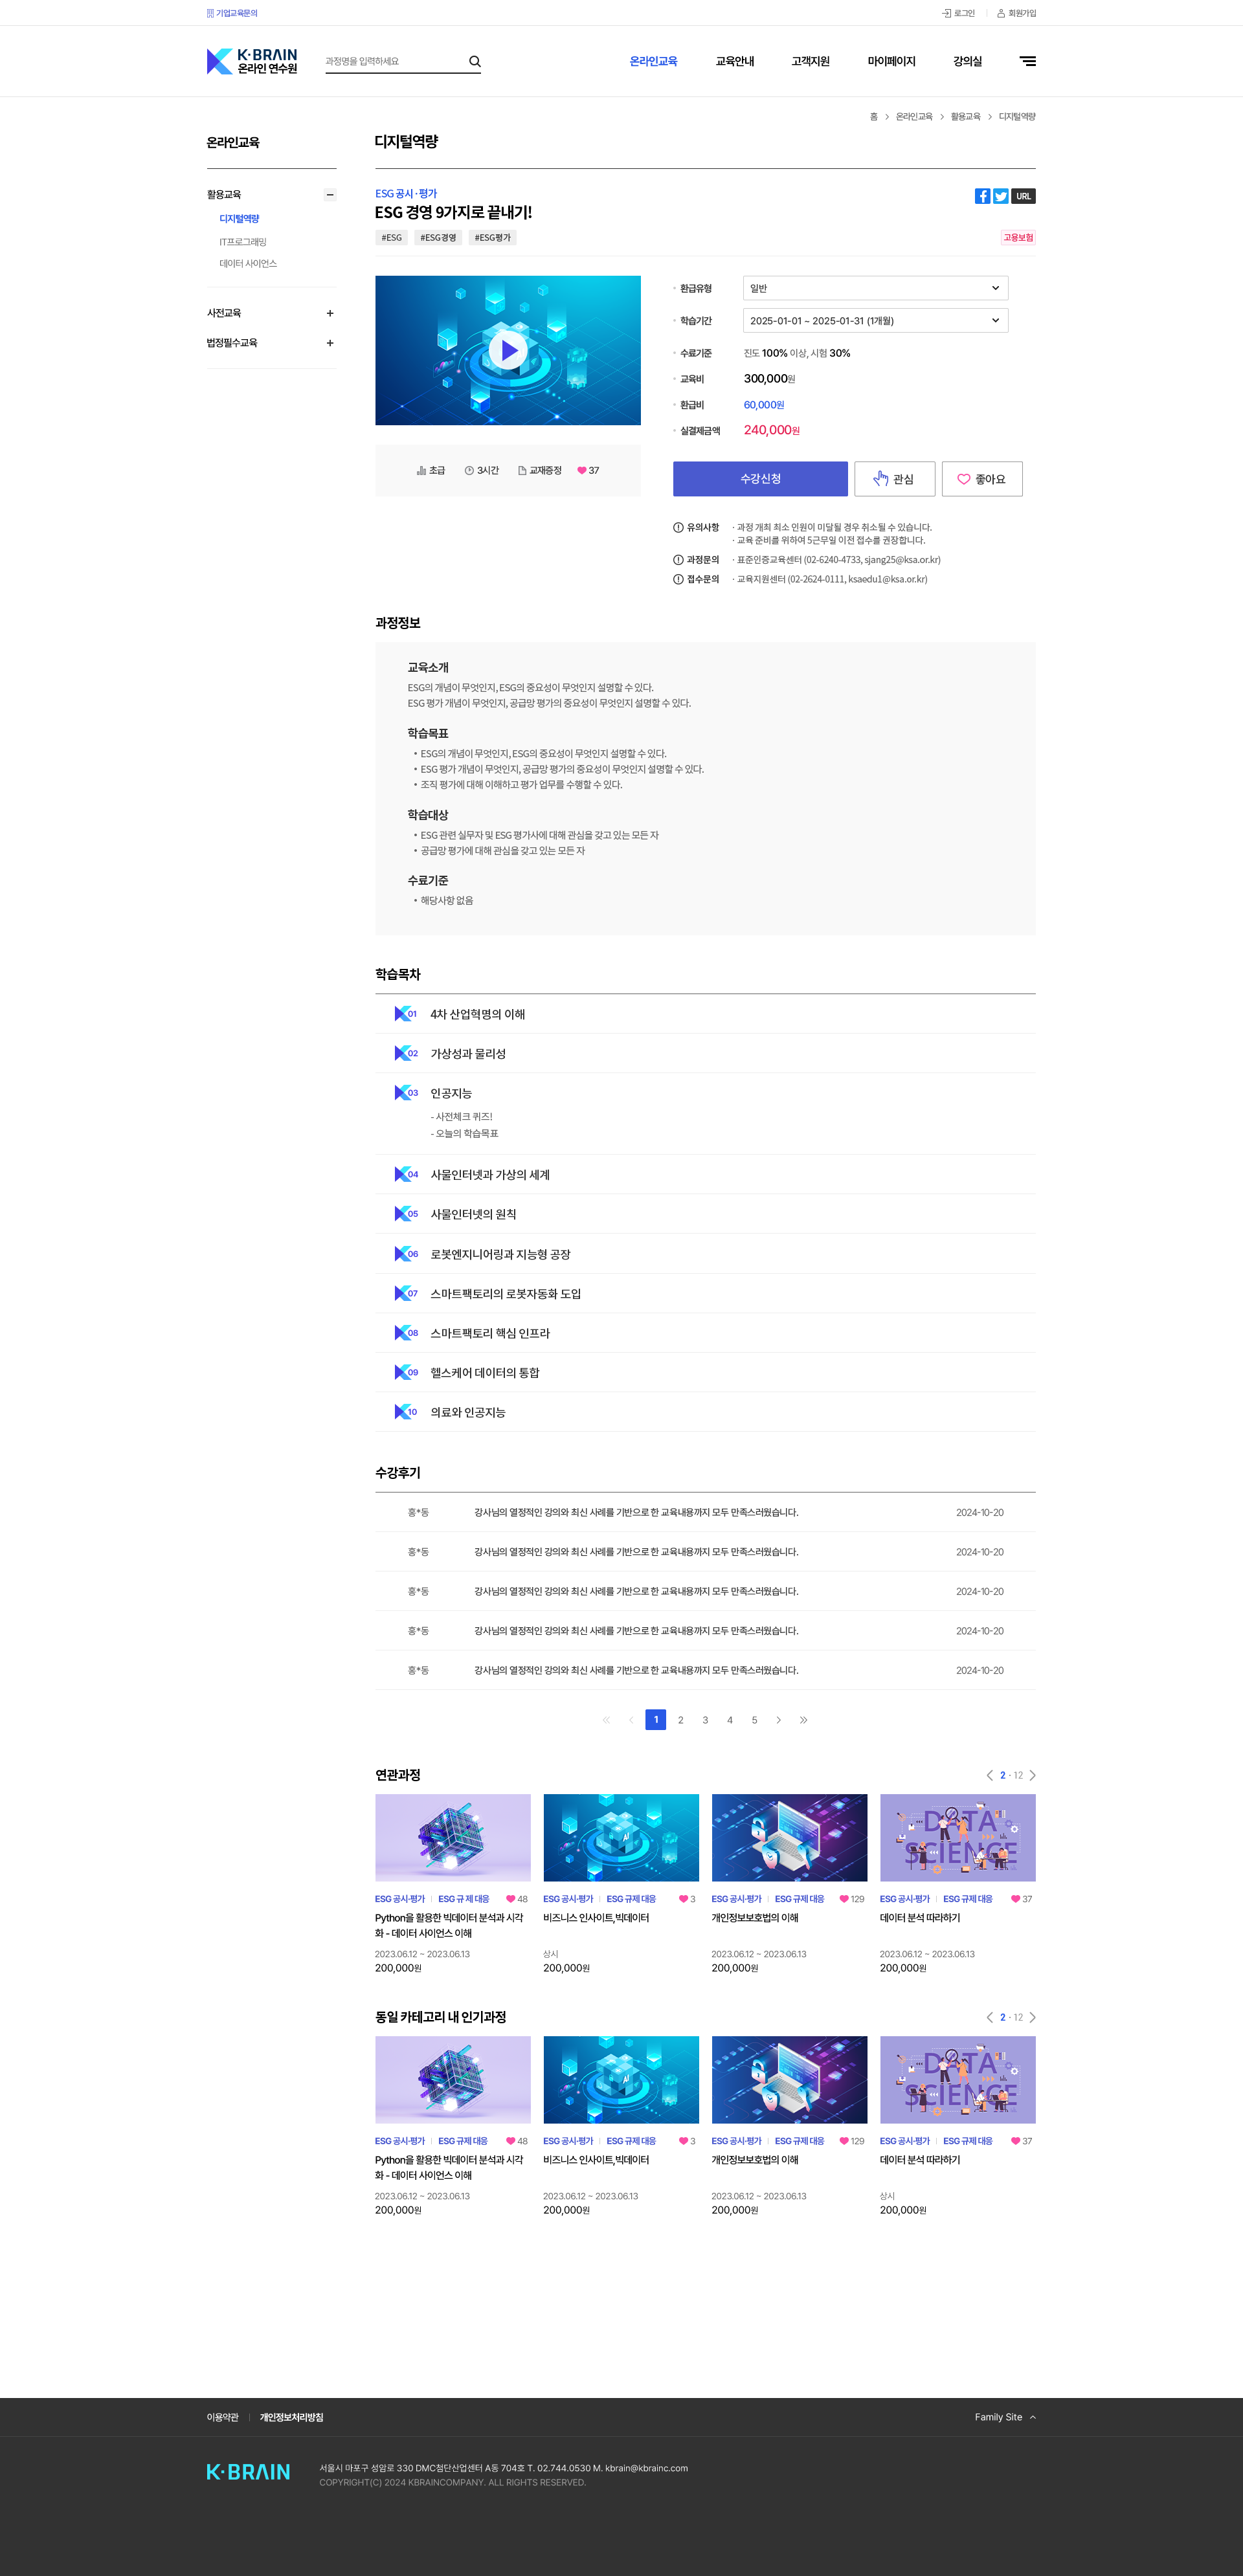 기업교육문의
로그인 회원가입
K·BRAIN
온라인 연수원
과정명을 입력하세요
온라인교육 교육안내 고객지원 마이페이지 강의실
홈 > 온라인교육 > 활용교육 > 디지털역량
온라인교육
활용교육
디지털역량
IT프로그래밍
데이터 사이언스
사전교육
법정필수교육
디지털역량
ESG 공시·평가
ESG 경영 9가지로 끝내기!
URL
#ESG #ESG경영 #ESG평가
고용보험
초급 3시간 교재증정 37
환급유형 일반
학습기간 2025-01-01 ~ 2025-01-31 (1개월)
수료기준 진도 100% 이상, 시험 30%
교육비 300,000원
환급비 60,000원
실결제금액 240,000원
수강신청 관심 좋아요
유의사항 · 과정 개최 최소 인원이 미달될 경우 취소될 수 있습니다.
· 교육 준비를 위하여 5근무일 이전 접수를 권장합니다.
과정문의 · 표준인증교육센터 (02-6240-4733, sjang25@ksa.or.kr)
접수문의 · 교육지원센터 (02-2624-0111, ksaedu1@ksa.or.kr)
과정정보
교육소개
ESG의 개념이 무엇인지, ESG의 중요성이 무엇인지 설명할 수 있다.
ESG 평가 개념이 무엇인지, 공급망 평가의 중요성이 무엇인지 설명할 수 있다.
학습목표
• ESG의 개념이 무엇인지, ESG의 중요성이 무엇인지 설명할 수 있다.
• ESG 평가 개념이 무엇인지, 공급망 평가의 중요성이 무엇인지 설명할 수 있다.
• 조직 평가에 대해 이해하고 평가 업무를 수행할 수 있다.
학습대상
• ESG 관련 실무자 및 ESG 평가사에 대해 관심을 갖고 있는 모든 자
• 공급망 평가에 대해 관심을 갖고 있는 모든 자
수료기준
• 해당사항 없음
학습목차
01 4차 산업혁명의 이해
02 가상성과 물리성
03 인공지능
- 사전체크 퀴즈!
- 오늘의 학습목표
04 사물인터넷과 가상의 세계
05 사물인터넷의 원칙
06 로봇엔지니어링과 지능형 공장
07 스마트팩토리의 로봇자동화 도입
08 스마트팩토리 핵심 인프라
09 헬스케어 데이터의 통합
10 의료와 인공지능
수강후기
홍*동 강사님의 열정적인 강의와 최신 사례를 기반으로 한 교육내용까지 모두 만족스러웠습니다. 2024-10-20
홍*동 강사님의 열정적인 강의와 최신 사례를 기반으로 한 교육내용까지 모두 만족스러웠습니다. 2024-10-20
홍*동 강사님의 열정적인 강의와 최신 사례를 기반으로 한 교육내용까지 모두 만족스러웠습니다. 2024-10-20
홍*동 강사님의 열정적인 강의와 최신 사례를 기반으로 한 교육내용까지 모두 만족스러웠습니다. 2024-10-20
홍*동 강사님의 열정적인 강의와 최신 사례를 기반으로 한 교육내용까지 모두 만족스러웠습니다. 2024-10-20
1 2 3 4 5
연관과정
2 · 12
AI
DATA SCIENCE
ESG 공시·평가 ESG 규 제 대응 48
Python을 활용한 빅데이터 분석과 시각
화 - 데이터 사이언스 이해
2023.06.12 ~ 2023.06.13
200,000원
ESG 공시·평가 ESG 규제 대응 3
비즈니스 인사이트,빅데이터
상시
200,000원
ESG 공시·평가 ESG 규제 대응 129
개인정보보호법의 이해
2023.06.12 ~ 2023.06.13
200,000원
ESG 공시·평가 ESG 규제 대응 37
데이터 분석 따라하기
2023.06.12 ~ 2023.06.13
200,000원
동일 카테고리 내 인기과정
2 · 12
AI
DATA SCIENCE
ESG 공시·평가 ESG 규제 대응 48
Python을 활용한 빅데이터 분석과 시각
화 - 데이터 사이언스 이해
2023.06.12 ~ 2023.06.13
200,000원
ESG 공시·평가 ESG 규제 대응 3
비즈니스 인사이트,빅데이터
2023.06.12 ~ 2023.06.13
200,000원
ESG 공시·평가 ESG 규제 대응 129
개인정보보호법의 이해
2023.06.12 ~ 2023.06.13
200,000원
ESG 공시·평가 ESG 규제 대응 37
데이터 분석 따라하기
상시
200,000원
이용약관 개인정보처리방침
Family Site
K·BRAIN
서울시 마포구 성암로 330 DMC첨단산업센터 A동 704호 T. 02.744.0530 M. kbrain@kbrainc.com
COPYRIGHT(C) 2024 KBRAINCOMPANY. ALL RIGHTS RESERVED.